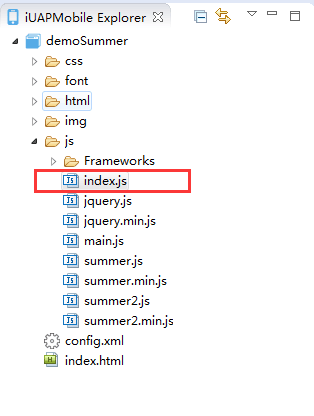 iUAPMobile Explorer
demoSummer
css
font
html
img
js
Frameworks
index.js
jquery.js
jquery.min.js
main.js
summer.js
summer.min.js
summer2.js
summer2.min.js
config.xml
index.html